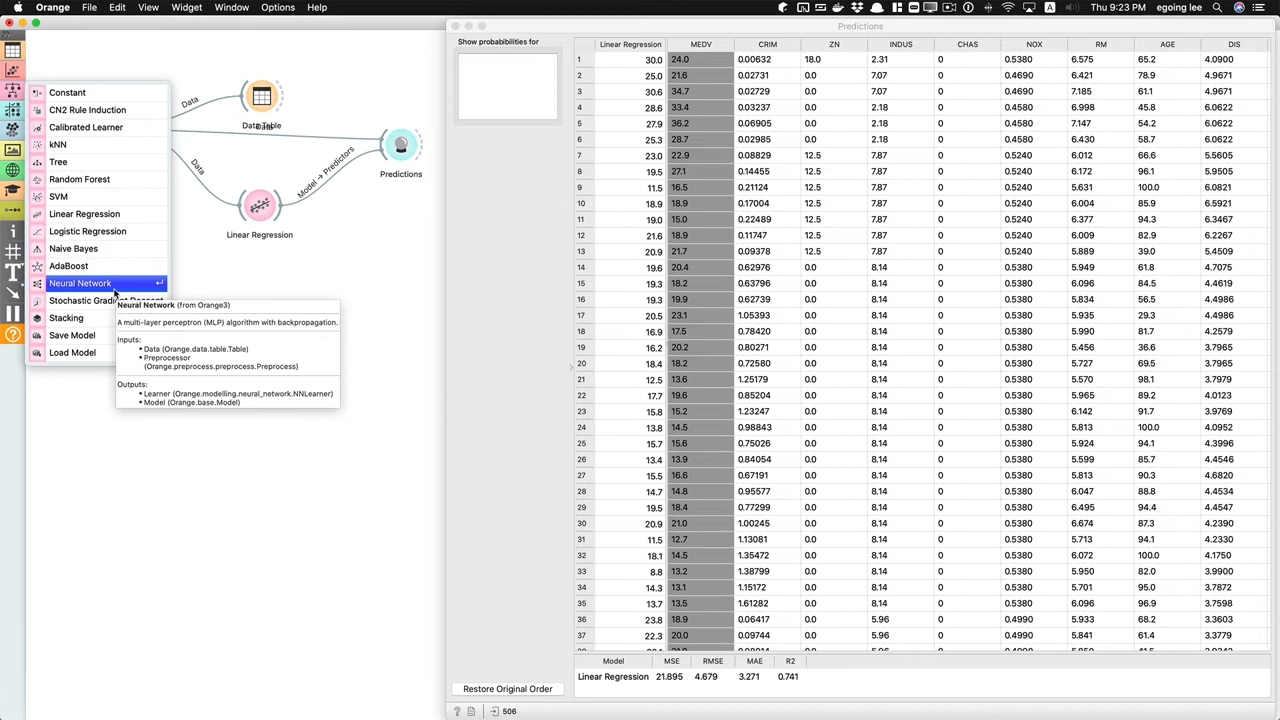 Orange File Edit View Widget Window Options Help
A Thu 9:23 PM egoing lee
Predictions
Constant
CN2 Rule Induction
Calibrated Learner
kNN
Tree
Random Forest
SVM
Linear Regression
Logistic Regression
Naive Bayes
AdaBoost
Neural Network
Stochastic Gradient Descent
Stacking
Save Model
Load Model
Neural Network (from Orange3)
A multi-layer perceptron (MLP) algorithm with backpropagation.
Inputs:
• Data (Orange.data.table.Table)
• Preprocessor
(Orange.preprocess.preprocess.Preprocess)
Outputs:
• Learner (Orange.modelling.neural_network.NNLearner)
• Model (Orange.base.Model)
Data
Data Table
Data
Data
Model → Predictors
Predictions
Linear Regression
Show probabilities for
Linear Regression MEDV CRIM ZN INDUS CHAS NOX RM AGE DIS
1 30.0 24.0 0.00632 18.0 2.31 0 0.5380 6.575 65.2 4.0900
2 25.0 21.6 0.02731 0.0 7.07 0 0.4690 6.421 78.9 4.9671
3 30.6 34.7 0.02729 0.0 7.07 0 0.4690 7.185 61.1 4.9671
4 28.6 33.4 0.03237 0.0 2.18 0 0.4580 6.998 45.8 6.0622
5 27.9 36.2 0.06905 0.0 2.18 0 0.4580 7.147 54.2 6.0622
6 25.3 28.7 0.02985 0.0 2.18 0 0.4580 6.430 58.7 6.0622
7 23.0 22.9 0.08829 12.5 7.87 0 0.5240 6.012 66.6 5.5605
8 19.5 27.1 0.14455 12.5 7.87 0 0.5240 6.172 96.1 5.9505
9 11.5 16.5 0.21124 12.5 7.87 0 0.5240 5.631 100.0 6.0821
10 18.9 18.9 0.17004 12.5 7.87 0 0.5240 6.004 85.9 6.5921
11 19.0 15.0 0.22489 12.5 7.87 0 0.5240 6.377 94.3 6.3467
12 21.6 18.9 0.11747 12.5 7.87 0 0.5240 6.009 82.9 6.2267
13 20.9 21.7 0.09378 12.5 7.87 0 0.5240 5.889 39.0 5.4509
14 19.6 20.4 0.62976 0.0 8.14 0 0.5380 5.949 61.8 4.7075
15 19.3 18.2 0.63796 0.0 8.14 0 0.5380 6.096 84.5 4.4619
16 19.3 19.9 0.62739 0.0 8.14 0 0.5380 5.834 56.5 4.4986
17 20.5 23.1 1.05393 0.0 8.14 0 0.5380 5.935 29.3 4.4986
18 16.9 17.5 0.78420 0.0 8.14 0 0.5380 5.990 81.7 4.2579
19 16.2 20.2 0.80271 0.0 8.14 0 0.5380 5.456 36.6 3.7965
20 18.4 18.2 0.72580 0.0 8.14 0 0.5380 5.727 69.5 3.7965
21 12.5 13.6 1.25179 0.0 8.14 0 0.5380 5.570 98.1 3.7979
22 17.7 19.6 0.85204 0.0 8.14 0 0.5380 5.965 89.2 4.0123
23 15.8 15.2 1.23247 0.0 8.14 0 0.5380 6.142 91.7 3.9769
24 13.8 14.5 0.98843 0.0 8.14 0 0.5380 5.813 100.0 4.0952
25 15.7 15.6 0.75026 0.0 8.14 0 0.5380 5.924 94.1 4.3996
26 13.4 13.9 0.84054 0.0 8.14 0 0.5380 5.599 85.7 4.4546
27 15.5 16.6 0.67191 0.0 8.14 0 0.5380 5.813 90.3 4.6820
28 14.7 14.8 0.95577 0.0 8.14 0 0.5380 6.047 88.8 4.4534
29 19.5 18.4 0.77299 0.0 8.14 0 0.5380 6.495 94.4 4.4547
30 20.9 21.0 1.00245 0.0 8.14 0 0.5380 6.674 87.3 4.2390
31 11.5 12.7 1.13081 0.0 8.14 0 0.5380 5.713 94.1 4.2330
32 18.1 14.5 1.35472 0.0 8.14 0 0.5380 6.072 100.0 4.1750
33 8.8 13.2 1.38799 0.0 8.14 0 0.5380 5.950 82.0 3.9900
34 14.3 13.1 1.15172 0.0 8.14 0 0.5380 5.701 95.0 3.7872
35 13.7 13.5 1.61282 0.0 8.14 0 0.5380 6.096 96.9 3.7598
36 23.8 18.9 0.06417 0.0 5.96 0 0.4990 5.933 68.2 3.3603
37 22.3 20.0 0.09744 0.0 5.96 0 0.4990 5.841 61.4 3.3779
Model MSE RMSE MAE R2
Linear Regression 21.895 4.679 3.271 0.741
Restore Original Order
? 506